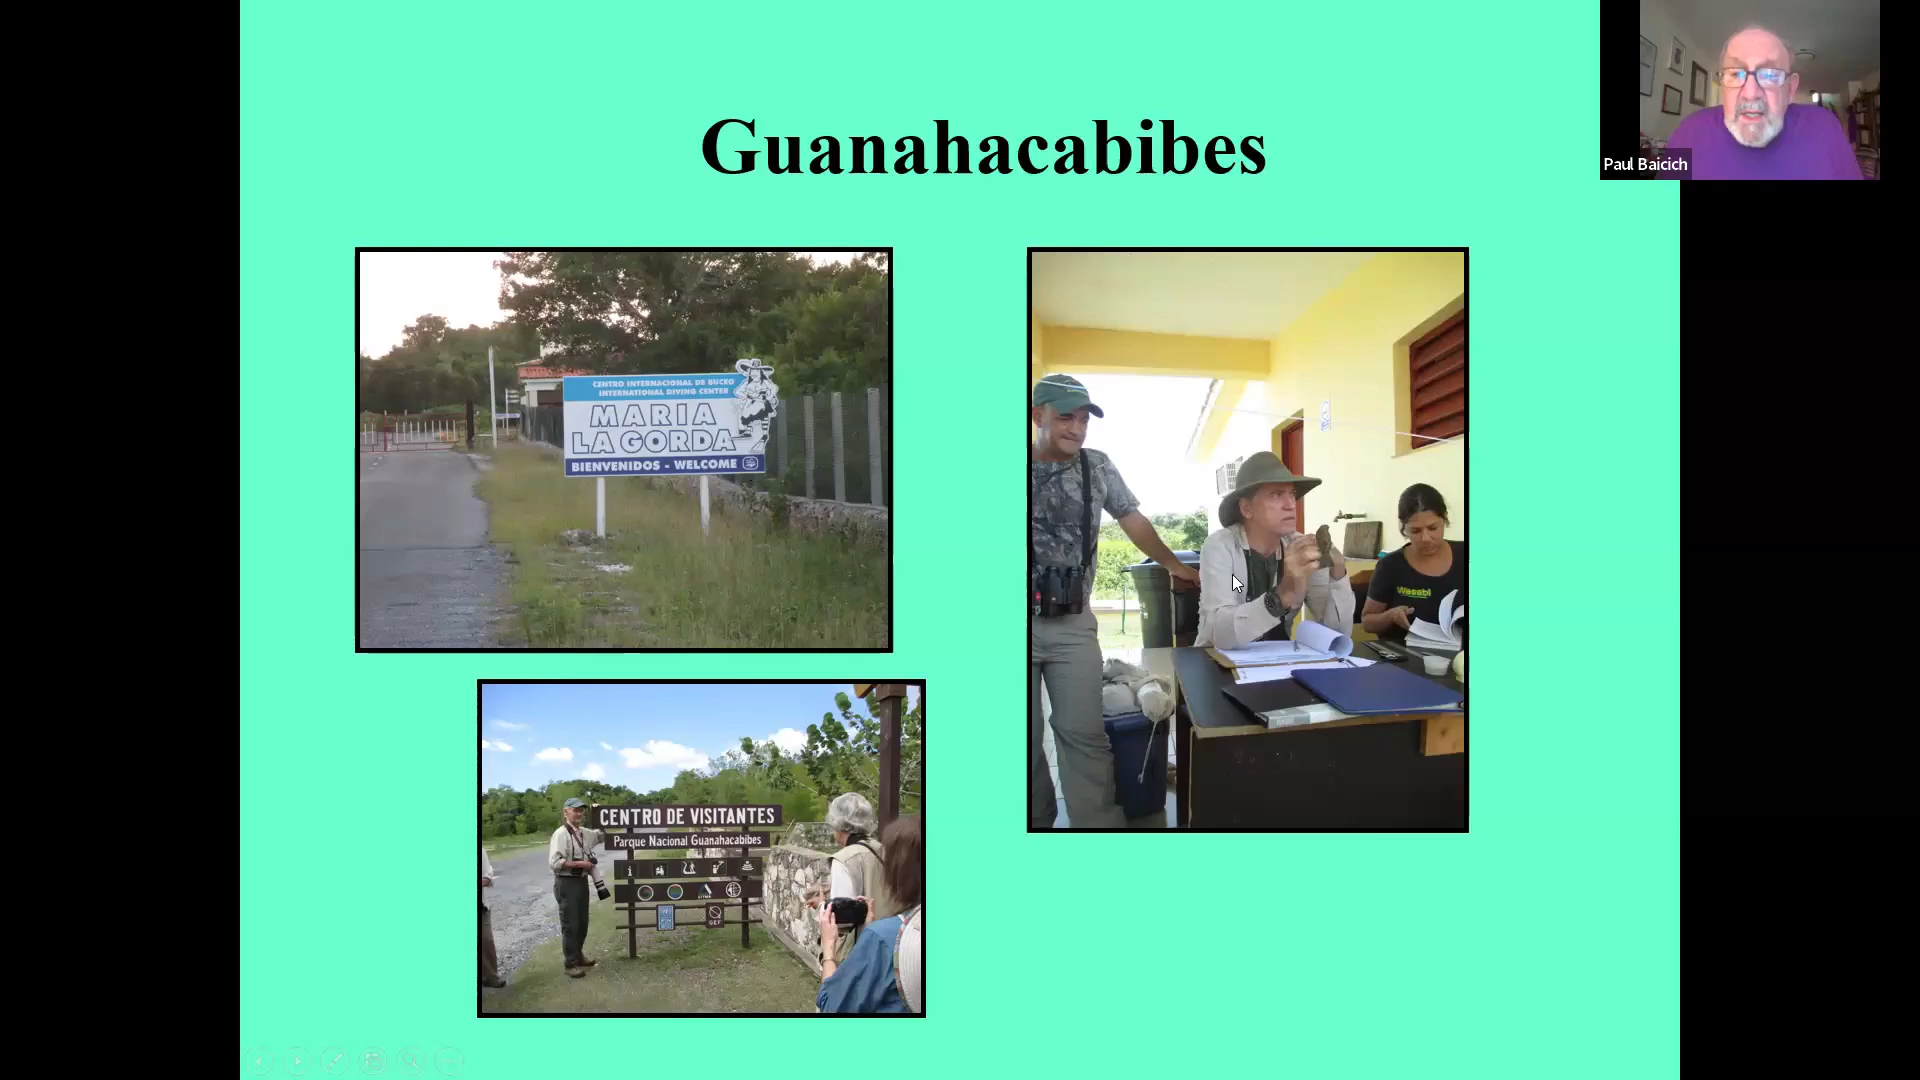 Guanahacabibes
Paul Baicich
CENTRO INTERNACIONAL DE BUCEO
INTERNATIONAL DIVING CENTER
MARIA
LA GORDA
BIENVENIDOS - WELCOME
Wasabi
CENTRO DE VISITANTES
Parque Nacional Guanahacabibes
GEF